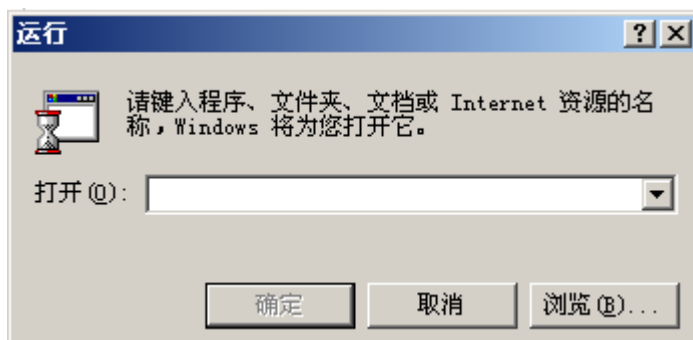 运行
请键入程序、文件夹、文档或 Internet 资源的名
称，Windows 将为您打开它。
打开(O):
确定 取消 浏览(B)...